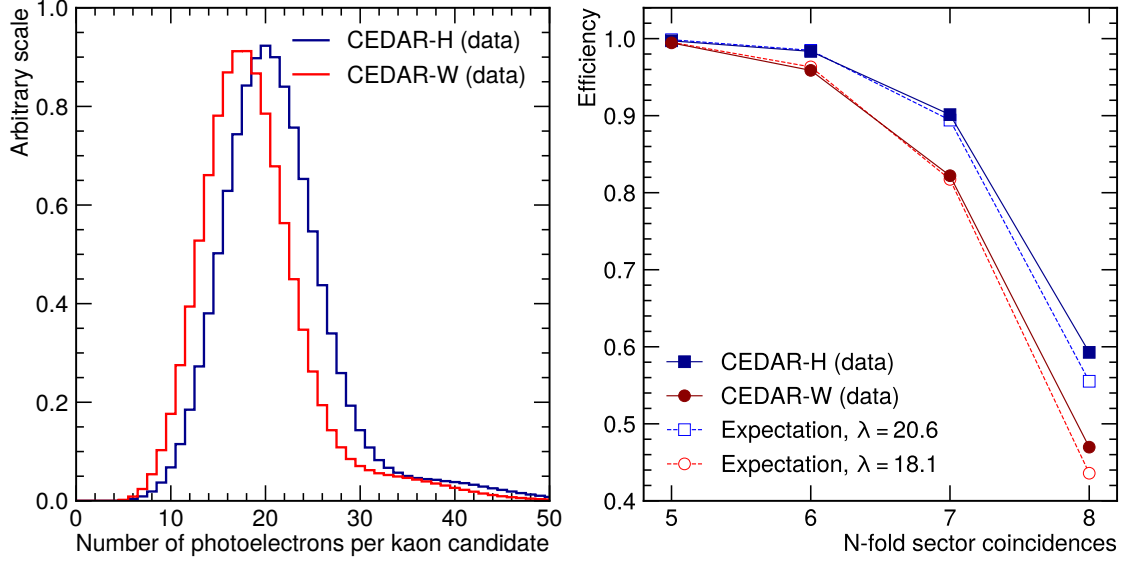 Arbitrary scale
1.0
0.8
0.6
0.4
0.2
0.0
CEDAR-H (data)
CEDAR-W (data)
0 10 20 30 40 50
Number of photoelectrons per kaon candidate
Efficiency
1.0
0.9
0.8
0.7
0.6
0.5
0.4
CEDAR-H (data)
CEDAR-W (data)
Expectation, λ = 20.6
Expectation, λ = 18.1
5 6 7 8
N-fold sector coincidences